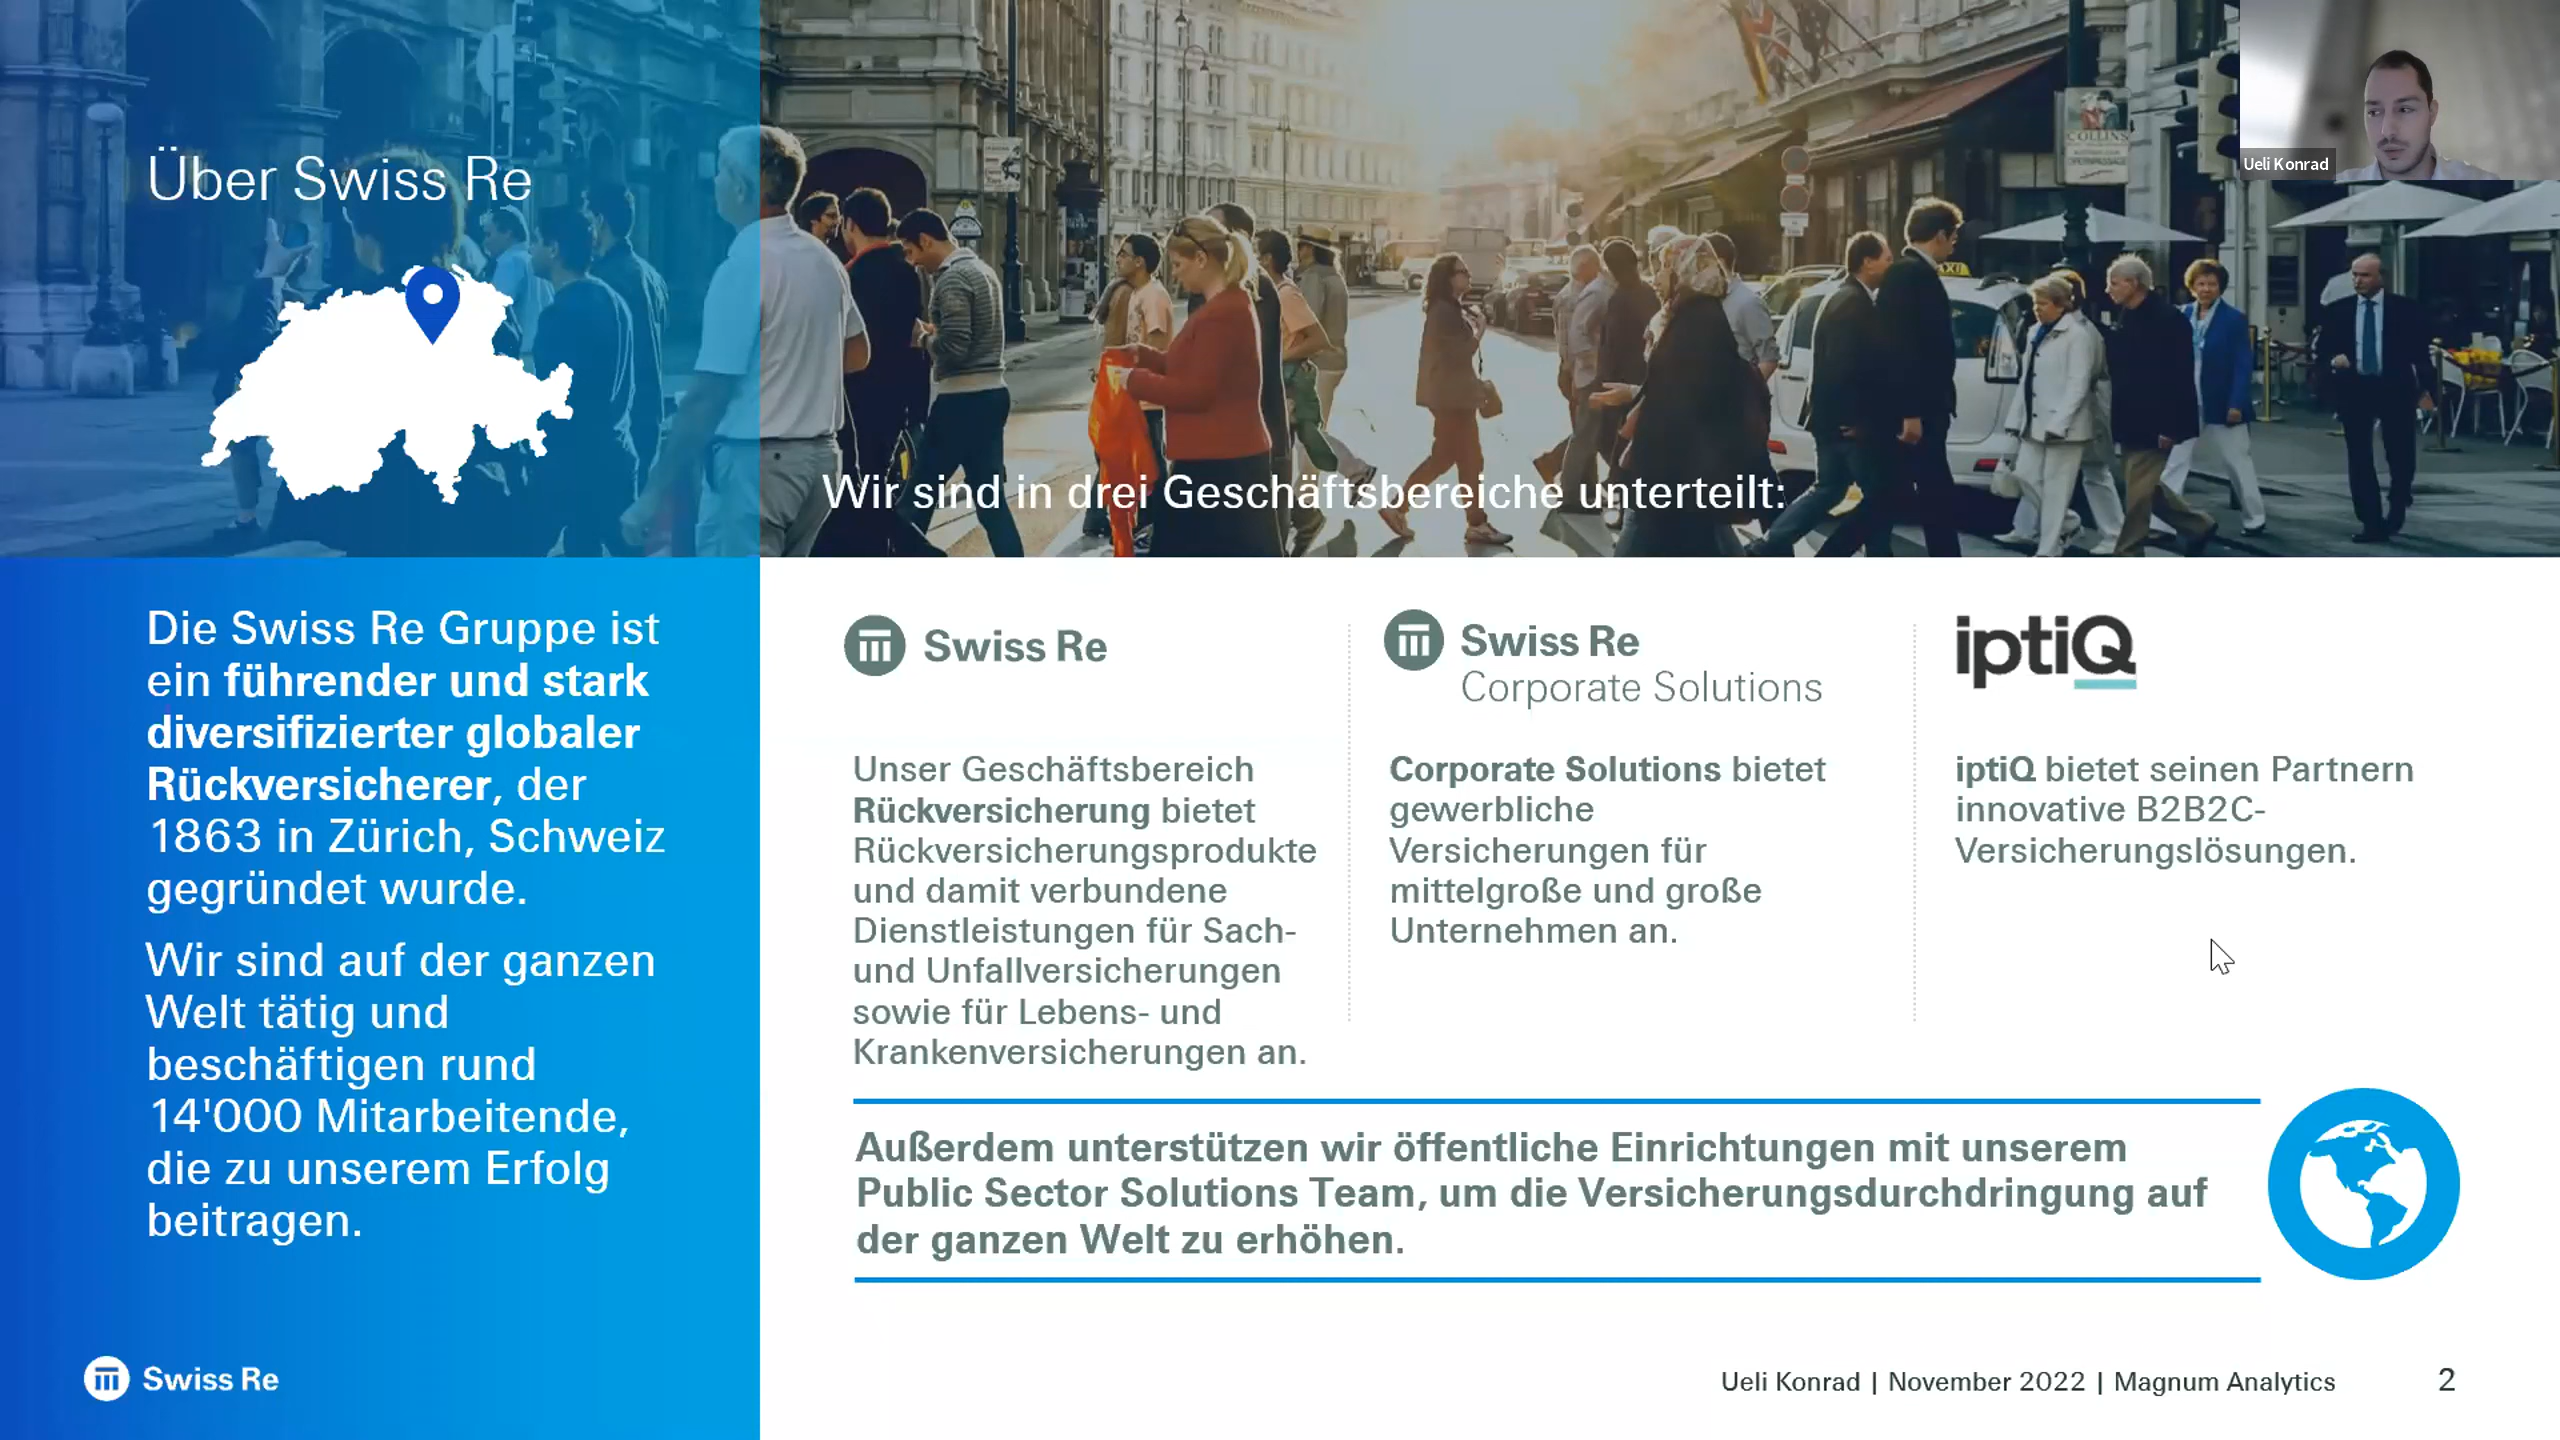 Über Swiss Re
Die Swiss Re Gruppe ist
ein führender und stark
diversifizierter globaler
Rückversicherer, der
1863 in Zürich, Schweiz
gegründet wurde.
Wir sind auf der ganzen
Welt tätig und
beschäftigen rund
14'000 Mitarbeitende,
die zu unserem Erfolg
beitragen.
Swiss Re
COLLINS
TAXI
Ueli Konrad
Wir sind in drei Geschäftsbereiche unterteilt:
Swiss Re
Unser Geschäftsbereich
Rückversicherung bietet
Rückversicherungsprodukte
und damit verbundene
Dienstleistungen für Sach-
und Unfallversicherungen
sowie für Lebens- und
Krankenversicherungen an.
Swiss Re
Corporate Solutions
Corporate Solutions bietet
gewerbliche
Versicherungen für
mittelgroße und große
Unternehmen an.
iptiQ
iptiQ bietet seinen Partnern
innovative B2B2C-
Versicherungslösungen.
Außerdem unterstützen wir öffentliche Einrichtungen mit unserem
Public Sector Solutions Team, um die Versicherungsdurchdringung auf
der ganzen Welt zu erhöhen.
Ueli Konrad | November 2022 | Magnum Analytics
2